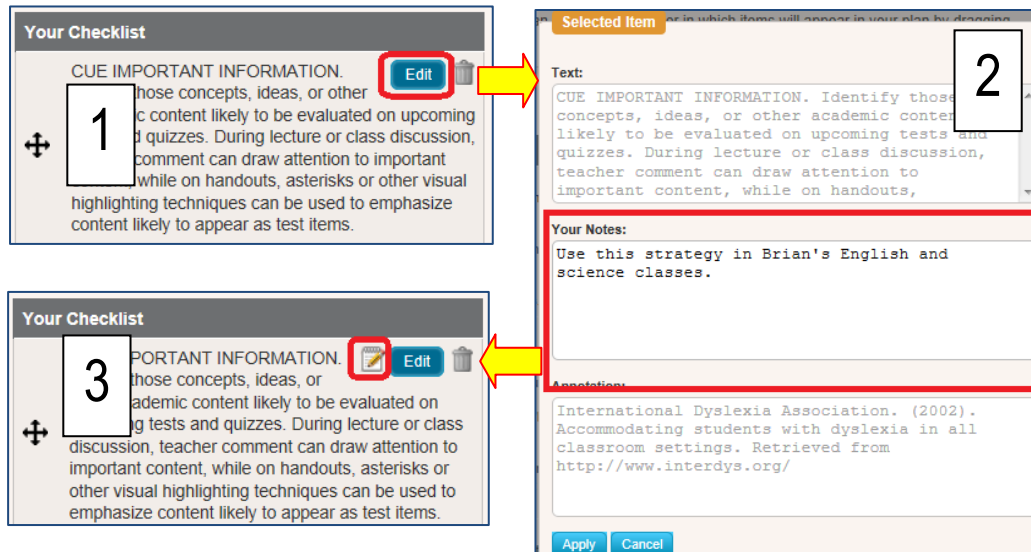 Your Checklist
CUE IMPORTANT INFORMATION.
Edit
those concepts, ideas, or other
content likely to be evaluated on upcoming
quizzes. During lecture or class discussion,
comment can draw attention to important
while on handouts, asterisks or other visual
highlighting techniques can be used to emphasize
content likely to appear as test items.
1
in which items will appear in your plan by dragging
Selected Item
2
Text:
CUE IMPORTANT INFORMATION. Identify those
concepts, ideas, or other academic
likely to be evaluated on upcoming tests and
quizzes. During lecture or class discussion,
teacher comment can draw attention to
important content, while on handouts,
Your Notes:
Use this strategy in Brian's English and
science classes.
Annotation:
International Dyslexia Association. (2002).
Accommodating students with dyslexia in all
classroom settings. Retrieved from
http://www.interdys.org/
Apply Cancel
Your Checklist
INFORMATION.
Edit
those concepts, ideas, or
content likely to be evaluated on
tests and quizzes. During lecture or class
discussion, teacher comment can draw attention to
important content, while on handouts, asterisks or
other visual highlighting techniques can be used to
emphasize content likely to appear as test items.
3